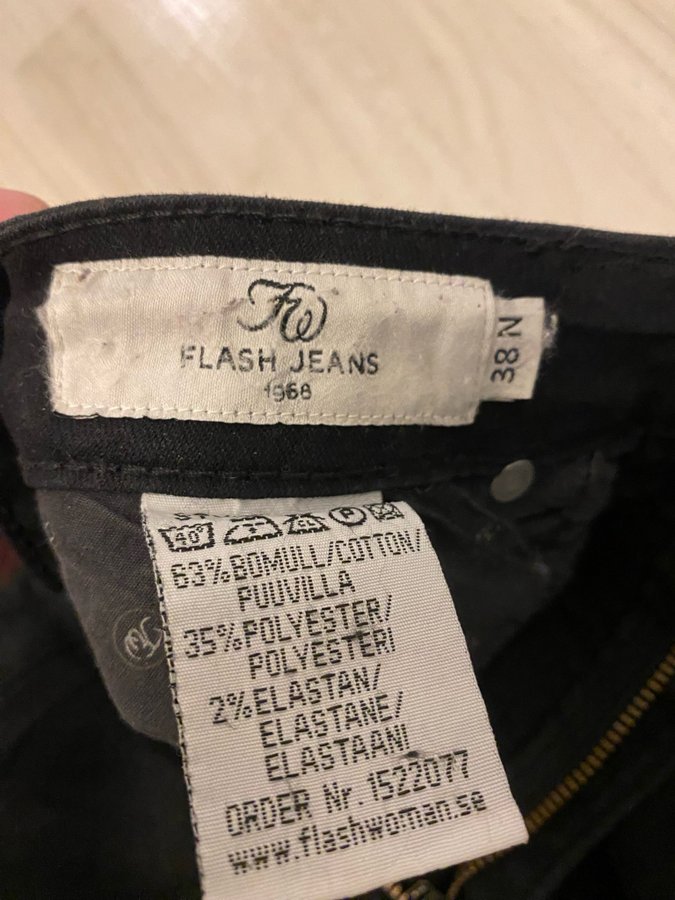 FW
FLASH JEANS
1968
38 N
40°
P
63% BOMULL/COTTON/
PUUVILLA
35% POLYESTER/
POLYESTERI
2% ELASTAN/
ELASTANE/
ELASTAANI
ORDER Nr. 1522077
www.flashwoman.se